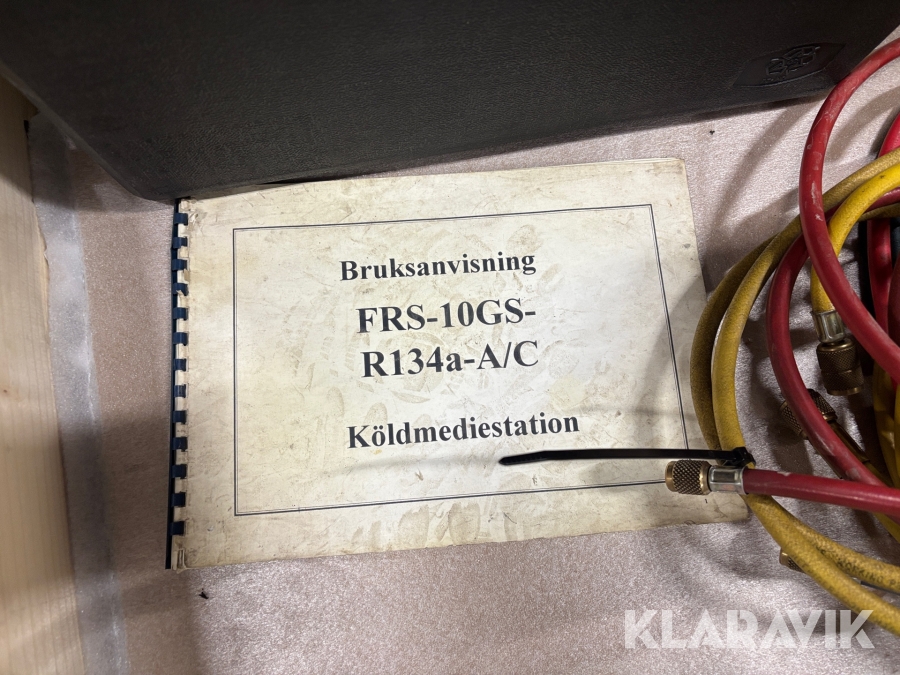 Bruksanvisning
FRS-10GS-
R134a-A/C
Köldmediestation
KLARAVIK